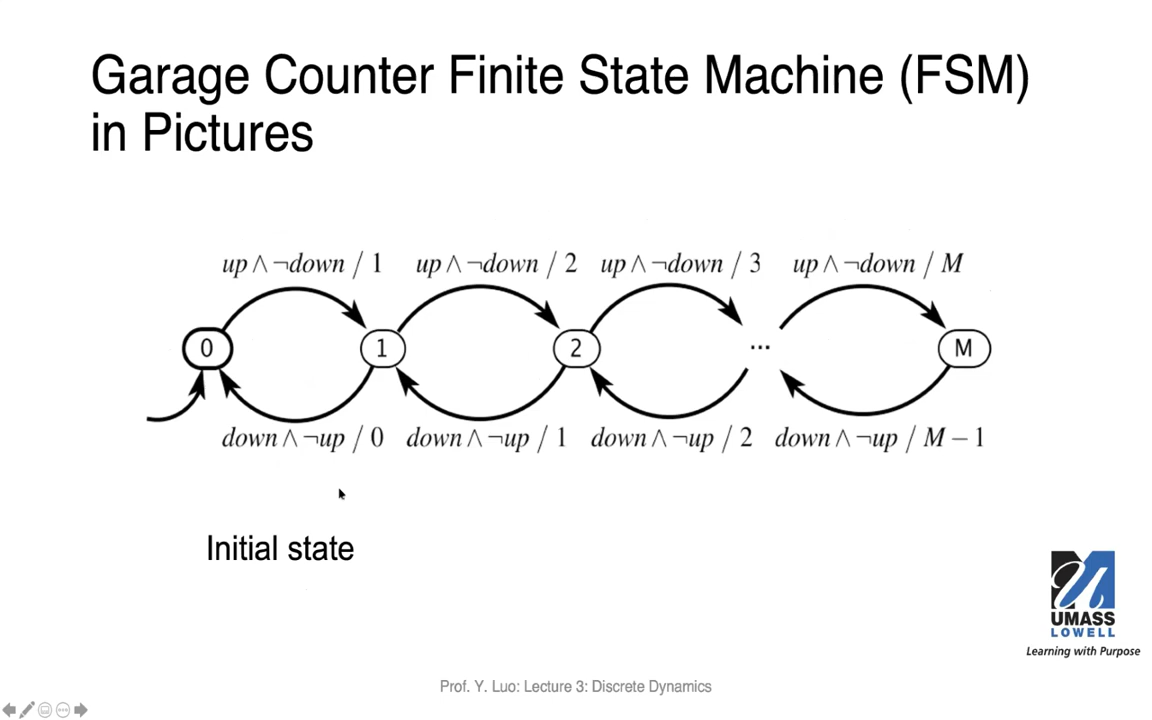 Garage Counter Finite State Machine (FSM)
in Pictures
up ∧ ¬down / 1 up ∧ ¬down / 2 up ∧ ¬down / 3 up ∧ ¬down / M
0 1 2 ... M
down ∧ ¬up / 0 down ∧ ¬up / 1 down ∧ ¬up / 2 down ∧ ¬up / M – 1
Initial state
UMASS
LOWELL
Learning with Purpose
Prof. Y. Luo: Lecture 3: Discrete Dynamics